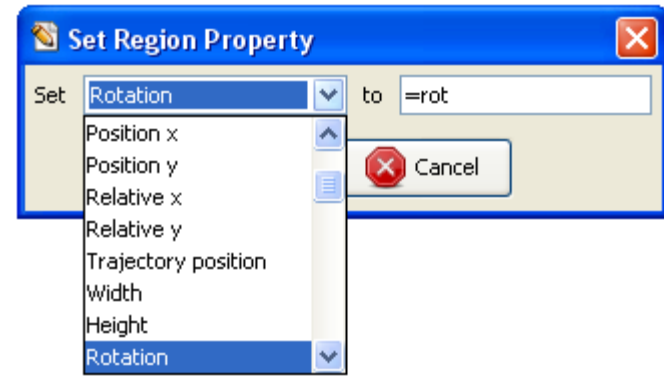 Set Region Property
Set Rotation to =rot
Position x
Position y
Relative x
Relative y
Trajectory position
Width
Height
Rotation
Cancel